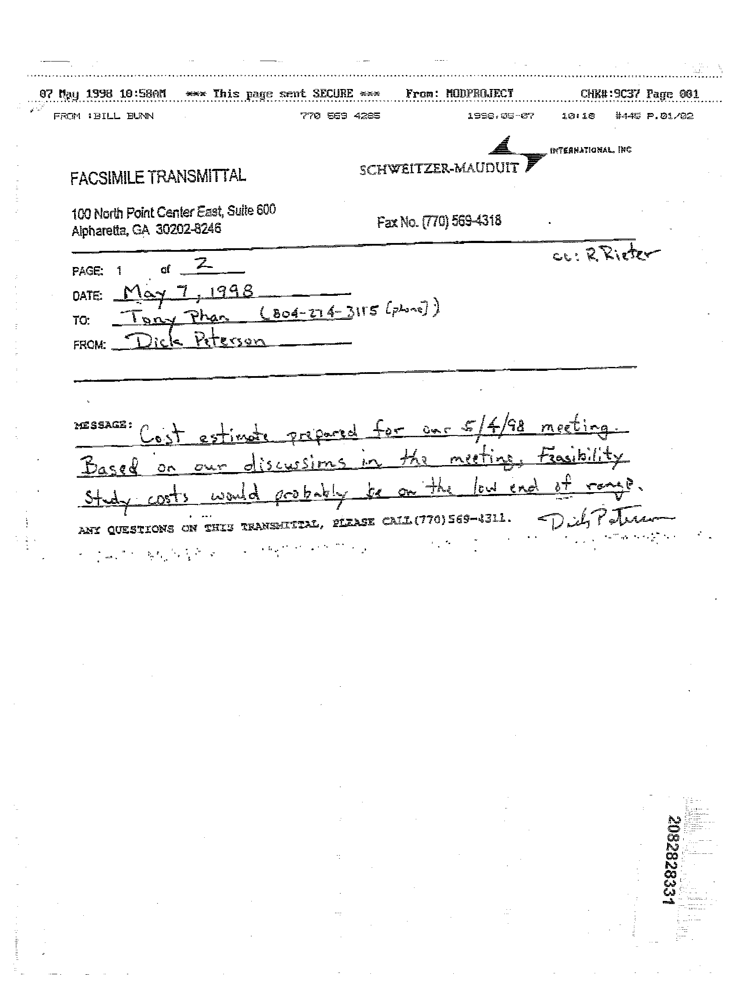 07 May 1998 10:58AM *** This page sent SECURE *** From: MODPROJECT CHK#:9C37 Page 001
FROM :BILL BUNN 770 569 4285 1998.05-07 10:18 #445 P.01/02
SCHWEITZER-MAUDUIT INTERNATIONAL, INC
FACSIMILE TRANSMITTAL
100 North Point Center East, Suite 600
Alpharetta, GA 30202-8246
Fax No. (770) 569-4318
cc: R Rieter
PAGE: 1 of 2
DATE: May 7, 1998
TO: Tony Phan (804-274-3115 [phone])
FROM: Dick Peterson
MESSAGE: Cost estimate prepared for our 5/4/98 meeting.
Based on our discussions in the meeting, Feasibility
Study costs would probably be on the low end of range.
ANY QUESTIONS ON THIS TRANSMITTAL, PLEASE CALL (770) 569-4311. Dick Peterson
2082828331